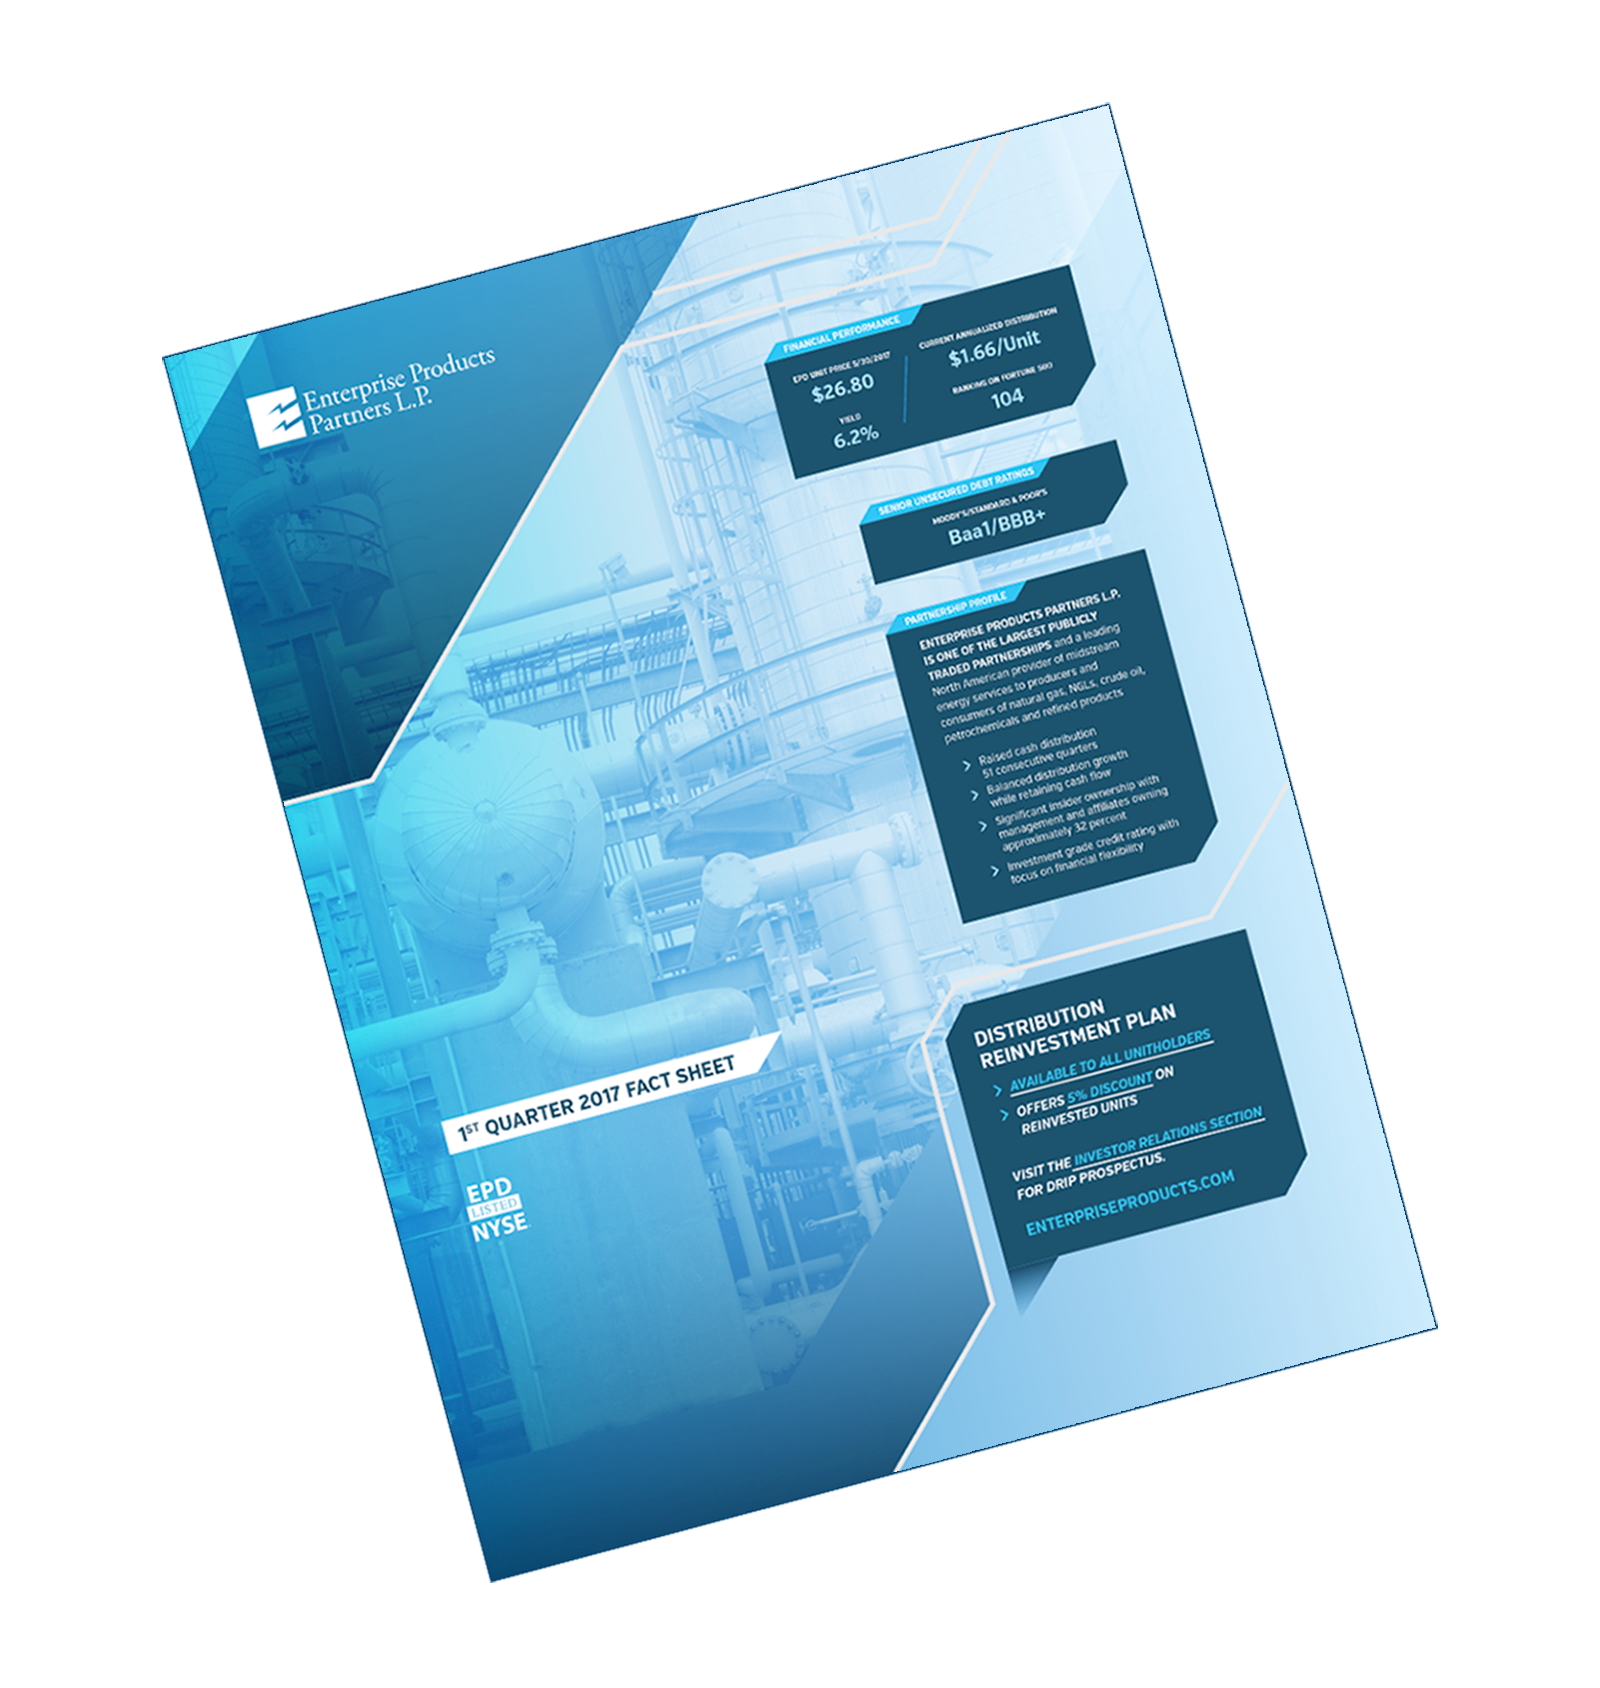 Enterprise Products
Partners L.P.
FINANCIAL PERFORMANCE
EPD UNIT PRICE 5/30/2017
$26.80
YIELD
6.2%
CURRENT ANNUALIZED DISTRIBUTION
$1.66/Unit
RANKING ON FORTUNE 500
104
SENIOR UNSECURED DEBT RATINGS
MOODY'S/STANDARD & POOR'S
Baa1/BBB+
PARTNERSHIP PROFILE
ENTERPRISE PRODUCTS PARTNERS L.P.
IS ONE OF THE LARGEST PUBLICLY
TRADED PARTNERSHIPS and a leading
North American provider of midstream
energy services to producers and
consumers of natural gas, NGLs, crude oil,
petrochemicals and refined products
Raised cash distribution
51 consecutive quarters
Balanced distribution growth
while retaining cash flow
Significant insider ownership with
management and affiliates owning
approximately 32 percent
Investment grade credit rating with
focus on financial flexibility
DISTRIBUTION
REINVESTMENT PLAN
AVAILABLE TO ALL UNITHOLDERS
OFFERS 5% DISCOUNT ON
REINVESTED UNITS
VISIT THE INVESTOR RELATIONS SECTION
FOR DRIP PROSPECTUS.
ENTERPRISEPRODUCTS.COM
1ST QUARTER 2017 FACT SHEET
EPD
LISTED
NYSE